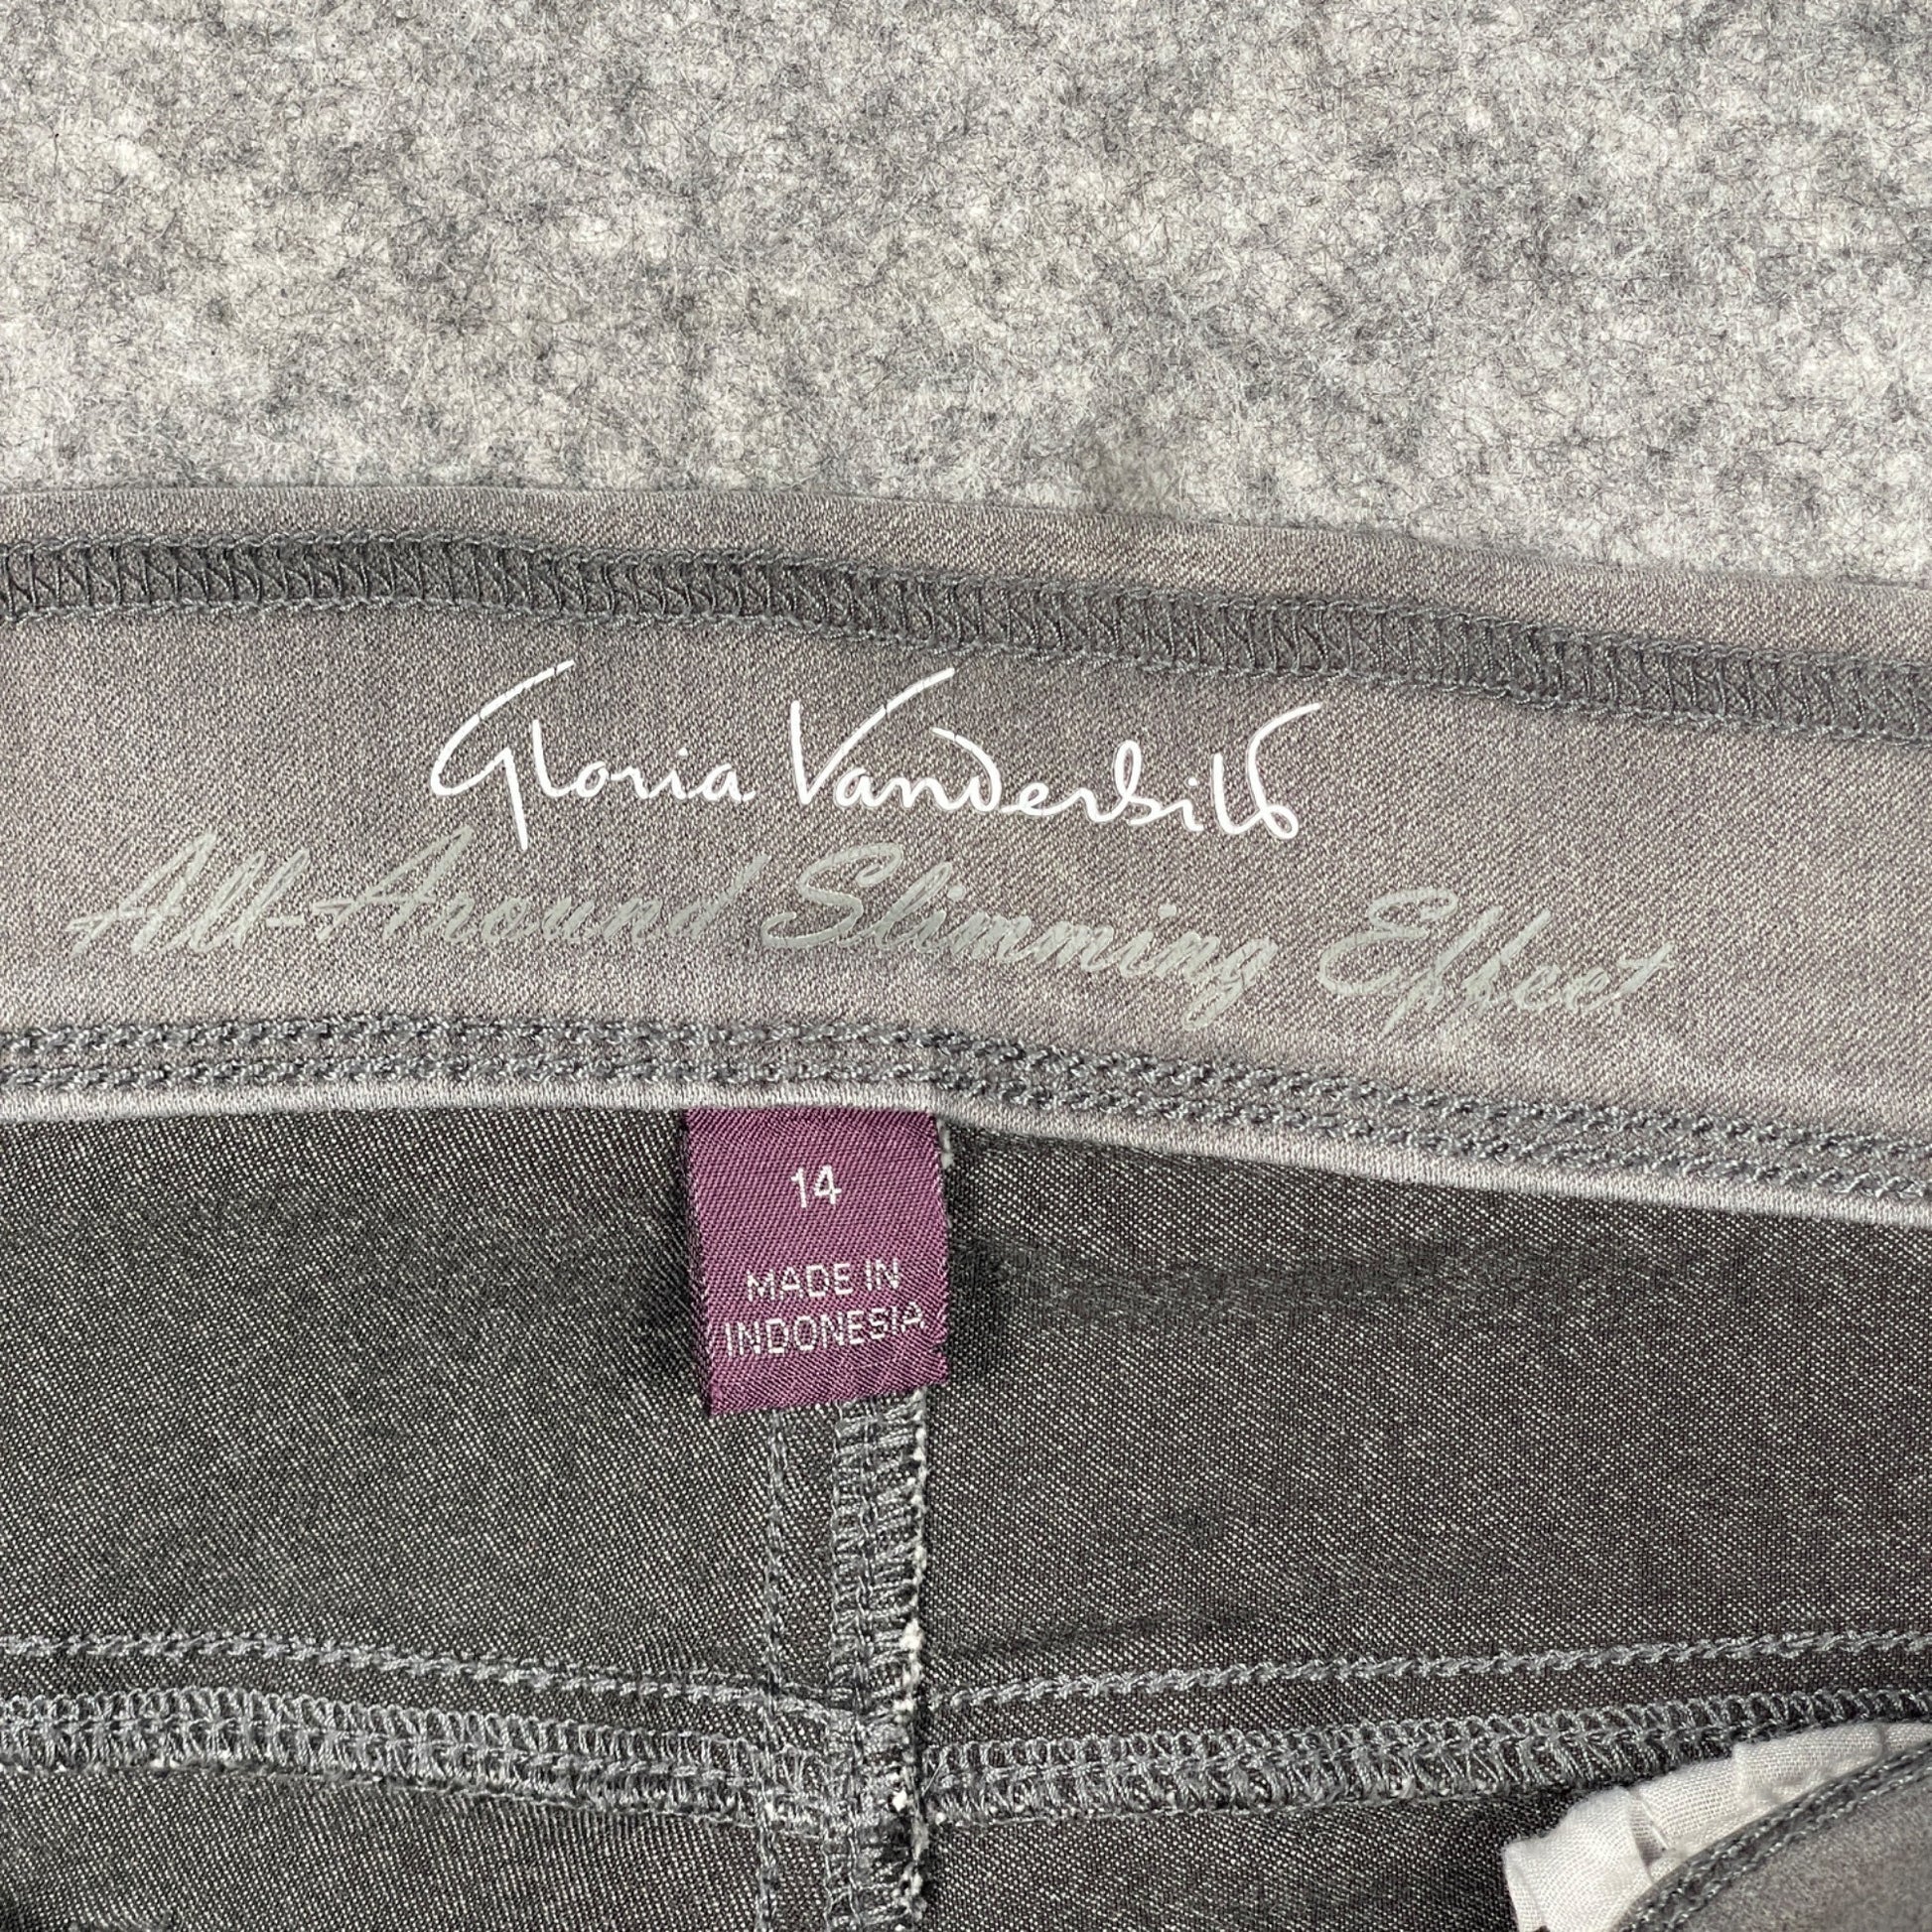 Gloria Vanderbilt
All-Around Slimming Effect
14
MADE IN
INDONESIA